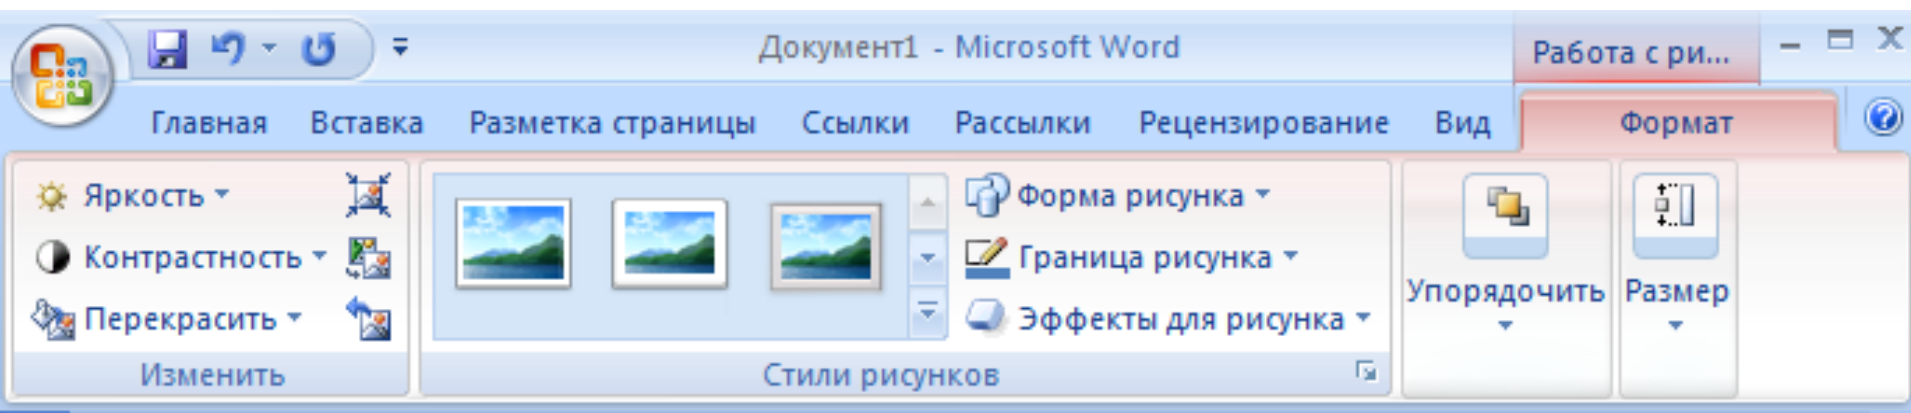 Документ1 - Microsoft Word
Работа с ри...
Главная Вставка Разметка страницы Ссылки Рассылки Рецензирование Вид Формат
Яркость
Контрастность
Перекрасить
Изменить
Форма рисунка
Граница рисунка
Эффекты для рисунка
Стили рисунков
Упорядочить
Размер